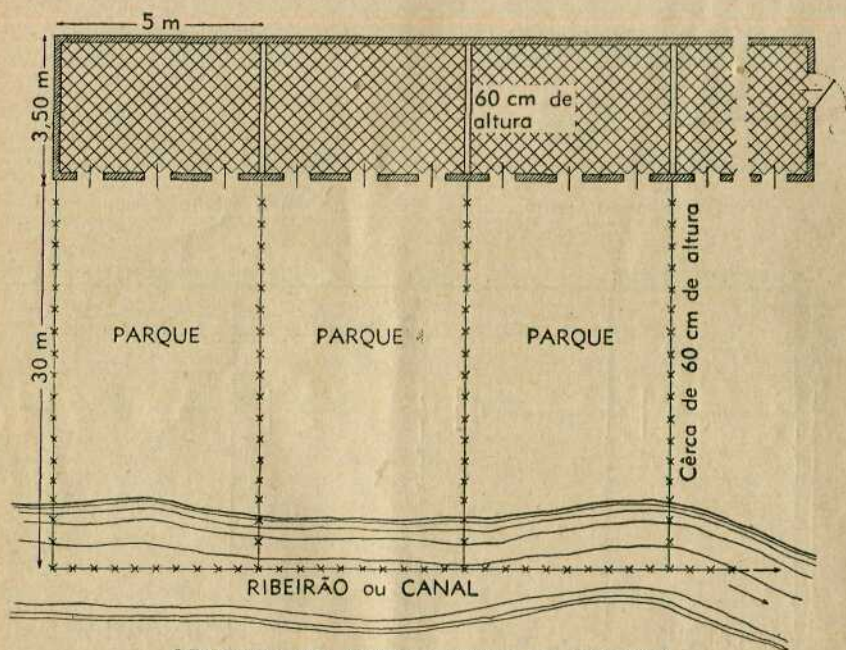 5 m
3,50 m
60 cm de
altura
30 m
PARQUE
PARQUE
PARQUE
Cêrca de 60 cm de altura
RIBEIRÃO ou CANAL